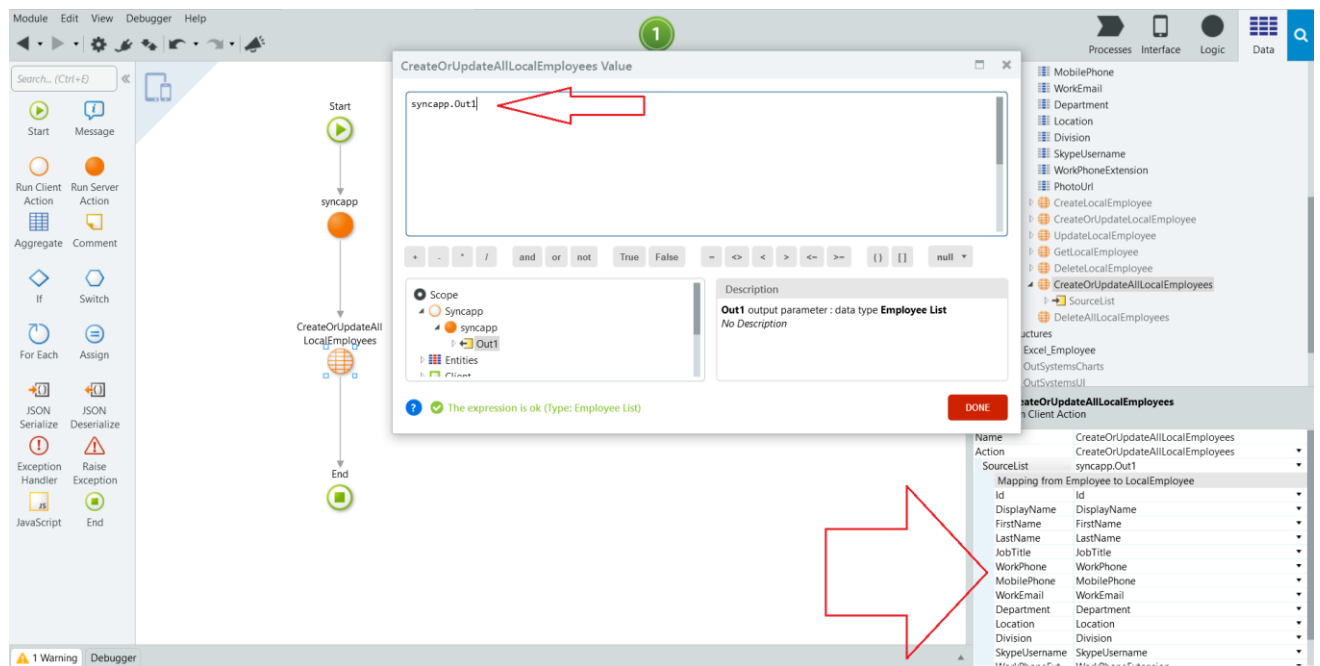 Module Edit View Debugger Help
1
Processes Interface Logic Data
Search... (Ctrl+E)
Start Message
Run Client Action
Run Server Action
Aggregate Comment
If Switch
For Each Assign
JSON Serialize
JSON Deserialize
Exception Handler
Raise Exception
JS
JavaScript End
Start
syncapp
CreateOrUpdateAll
LocalEmployees
End
CreateOrUpdateAllLocalEmployees Value
syncapp.Out1
+ - * / and or not True False = <> < > <= >= () [] null
Scope
Syncapp
syncapp
Out1
Entities
Client
Description
Out1 output parameter : data type Employee List
No Description
? The expression is ok (Type: Employee List)
DONE
MobilePhone
WorkEmail
Department
Location
Division
SkypeUsername
WorkPhoneExtension
PhotoUrl
CreateLocalEmployee
CreateOrUpdateLocalEmployee
UpdateLocalEmployee
GetLocalEmployee
DeleteLocalEmployee
CreateOrUpdateAllLocalEmployees
SourceList
DeleteAllLocalEmployees
uctures
Excel_Employee
OutSystemsCharts
OutSystemsUI
eateOrUpdateAllLocalEmployees
n Client Action
Name CreateOrUpdateAllLocalEmployees
Action CreateOrUpdateAllLocalEmployees
SourceList syncapp.Out1
Mapping from Employee to LocalEmployee
Id Id
DisplayName DisplayName
FirstName FirstName
LastName LastName
JobTitle JobTitle
WorkPhone WorkPhone
MobilePhone MobilePhone
WorkEmail WorkEmail
Department Department
Location Location
Division Division
SkypeUsername SkypeUsername
WorkPhoneExt WorkPhoneExtension
1 Warning Debugger